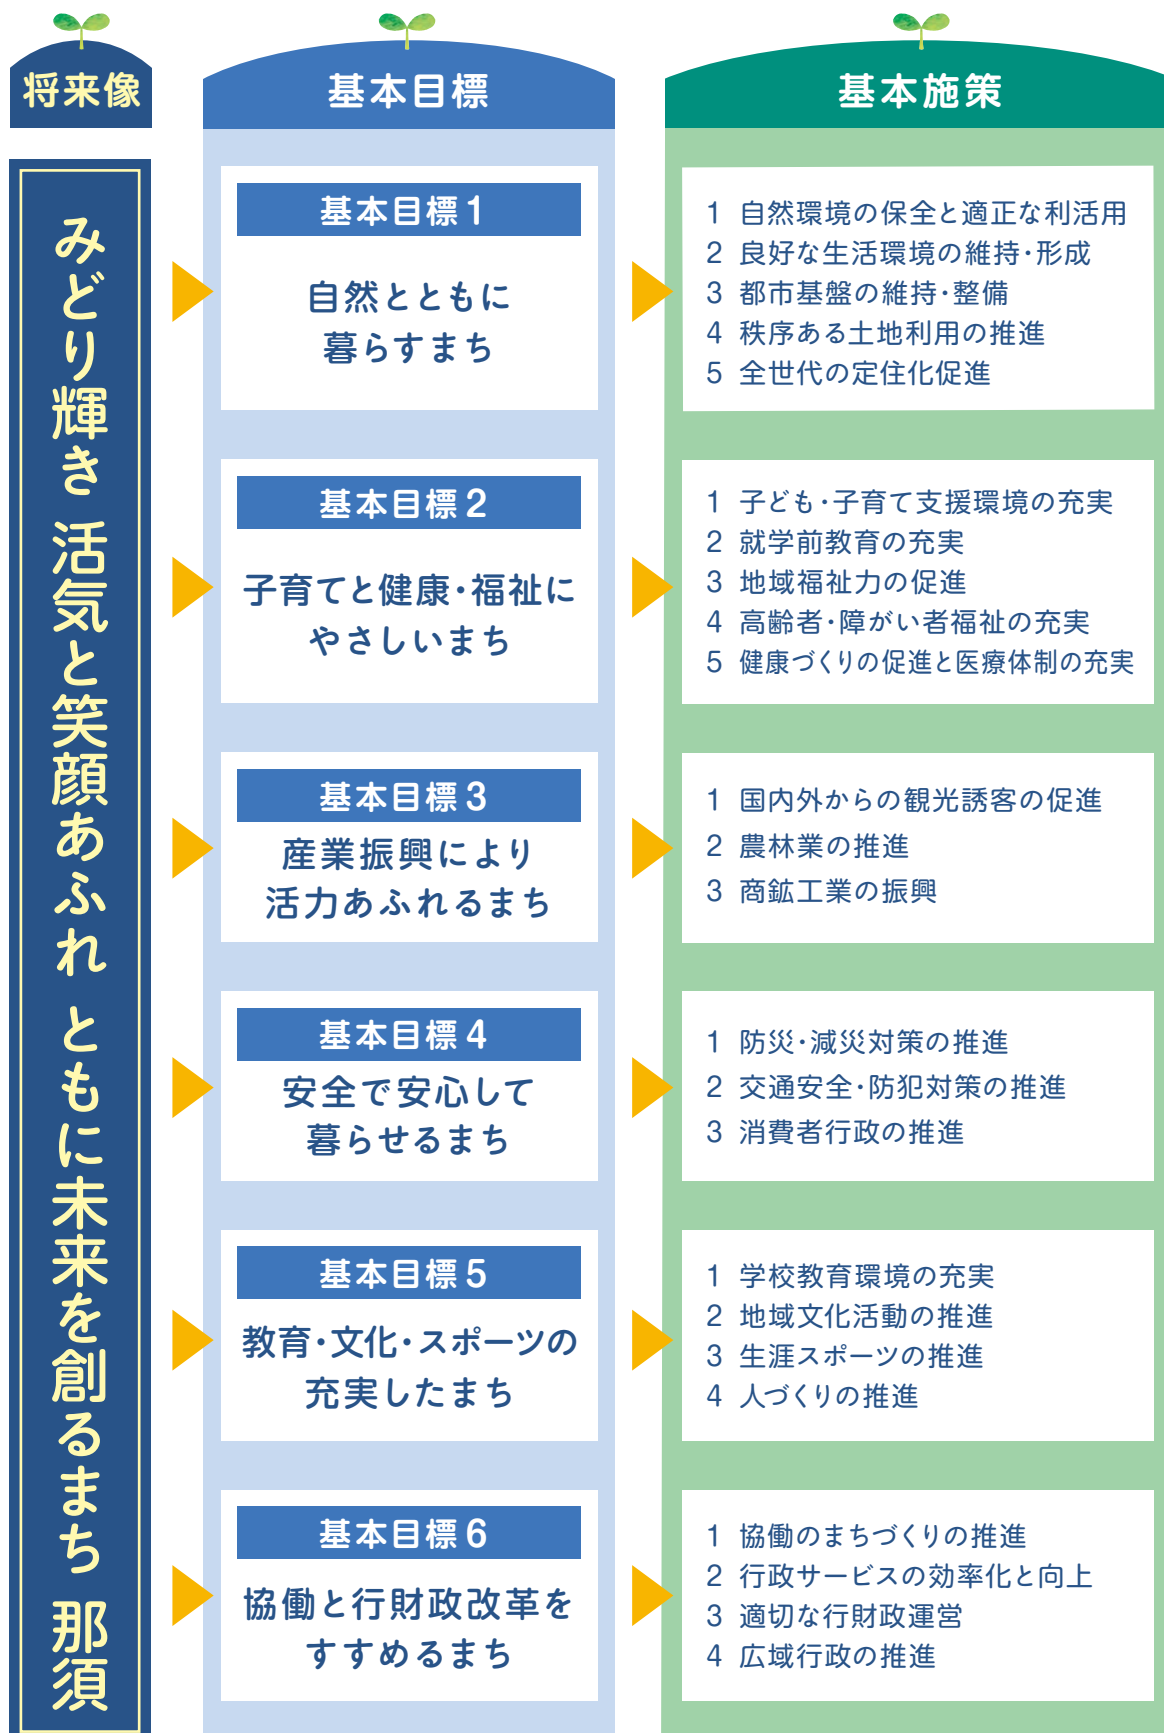 将来像
みどり輝き 活気と笑顔あふれ ともに未来を創るまち 那須
基本目標
基本施策
基本目標1
自然とともに
暮らすまち
1 自然環境の保全と適正な利活用
2 良好な生活環境の維持・形成
3 都市基盤の維持・整備
4 秩序ある土地利用の推進
5 全世代の定住化促進
基本目標2
子育てと健康・福祉に
やさしいまち
1 子ども・子育て支援環境の充実
2 就学前教育の充実
3 地域福祉力の促進
4 高齢者・障がい者福祉の充実
5 健康づくりの促進と医療体制の充実
基本目標3
産業振興により
活力あふれるまち
1 国内外からの観光誘客の促進
2 農林業の推進
3 商鉱工業の振興
基本目標4
安全で安心して
暮らせるまち
1 防災・減災対策の推進
2 交通安全・防犯対策の推進
3 消費者行政の推進
基本目標5
教育・文化・スポーツの
充実したまち
1 学校教育環境の充実
2 地域文化活動の推進
3 生涯スポーツの推進
4 人づくりの推進
基本目標6
協働と行財政改革を
すすめるまち
1 協働のまちづくりの推進
2 行政サービスの効率化と向上
3 適切な行財政運営
4 広域行政の推進